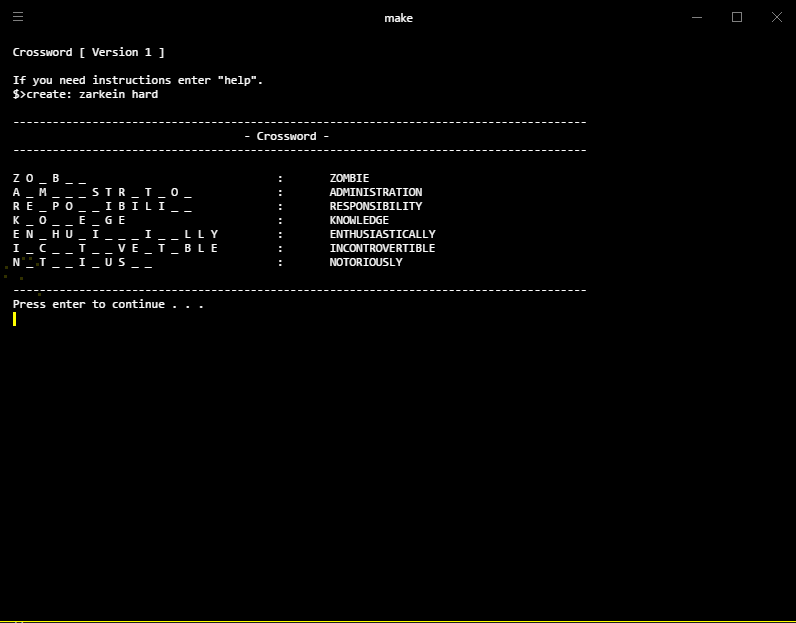 make
Crossword [ Version 1 ]
If you need instructions enter "help".
$>create: zarkein hard
---------------------------------------------------------------------------------------
- Crossword -
---------------------------------------------------------------------------------------
Z O _ B _ _ : ZOMBIE
A _ M _ _ _ S T R _ T _ O _ : ADMINISTRATION
R E _ P O _ _ I B I L I _ _ : RESPONSIBILITY
K _ O _ _ E _ G E : KNOWLEDGE
E N _ H U _ I _ _ _ I _ _ L L Y : ENTHUSIASTICALLY
I _ C _ _ T _ _ V E _ T _ B L E : INCONTROVERTIBLE
N _ T _ _ I _ U S _ _ : NOTORIOUSLY
---------------------------------------------------------------------------------------
Press enter to continue . . .